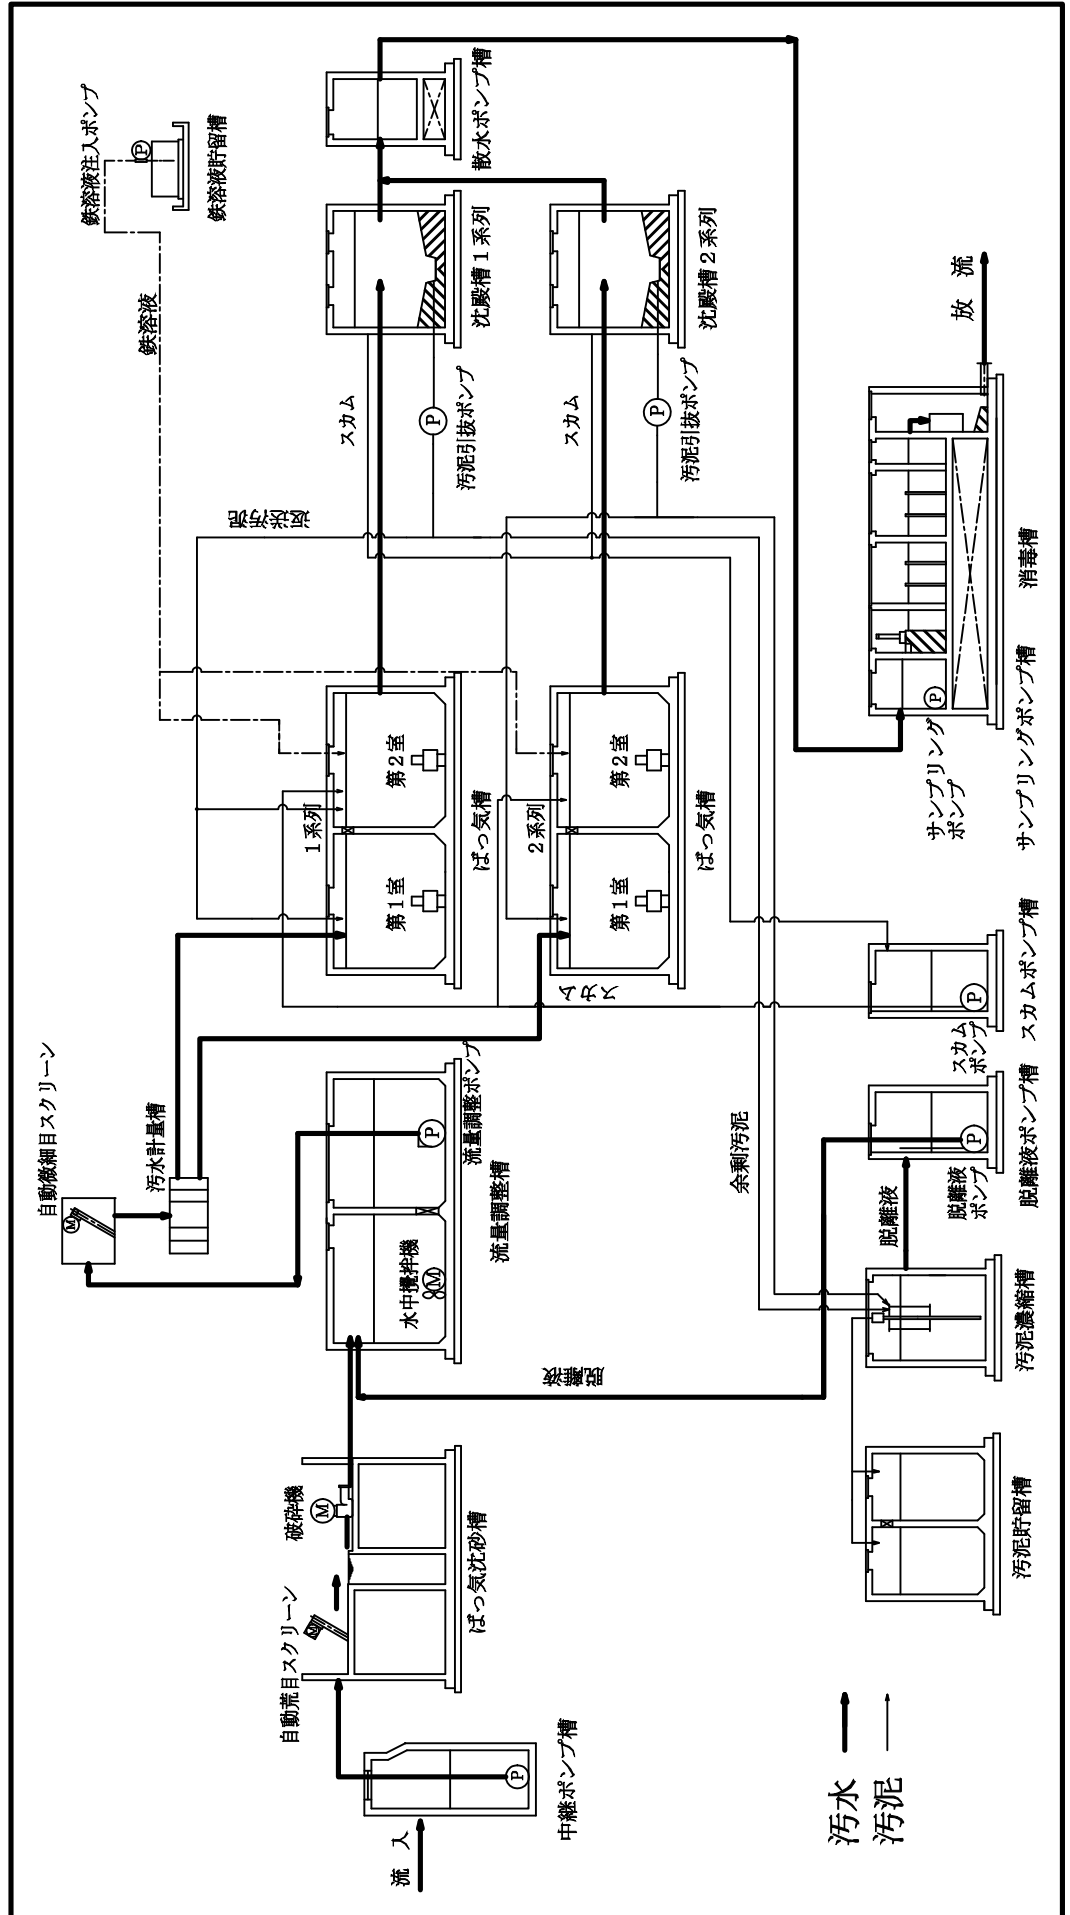 流　入
中継ポンプ槽
P
自動荒目スクリーン
M
ばっ気沈砂槽
破砕機
M
自動微細目スクリーン
M
汚水計量槽
水中攪拌機
M
流量調整槽
流量調整ポンプ
P
脱離液
1系列
第1室
第2室
ばっ気槽
2系列
第1室
第2室
ばっ気槽
スカム
返送汚泥
鉄溶液
鉄溶液注入ポンプ
P
鉄溶液貯留槽
スカム
汚泥引抜ポンプ
P
沈殿槽1系列
スカム
汚泥引抜ポンプ
P
沈殿槽2系列
散水ポンプ槽
汚泥貯留槽
汚泥濃縮槽
余剰汚泥
脱離液
脱離液
ポンプ
P
脱離液ポンプ槽
スカム
ポンプ
P
スカムポンプ槽
サンプリング
ポンプ
P
サンプリングポンプ槽
消毒槽
放　流
汚水
汚泥